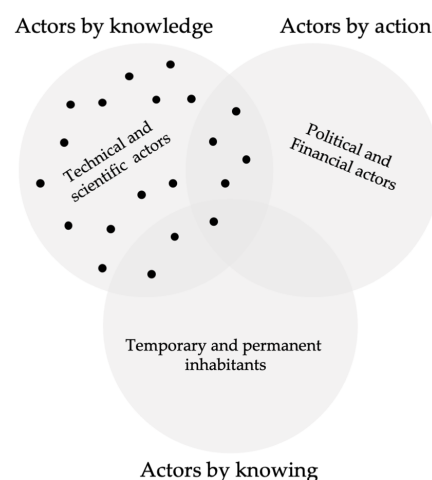 Actors by knowledge
Actors by action
Technical and
scientific actors
Political and
Financial actors
Temporary and permanent
inhabitants
Actors by knowing